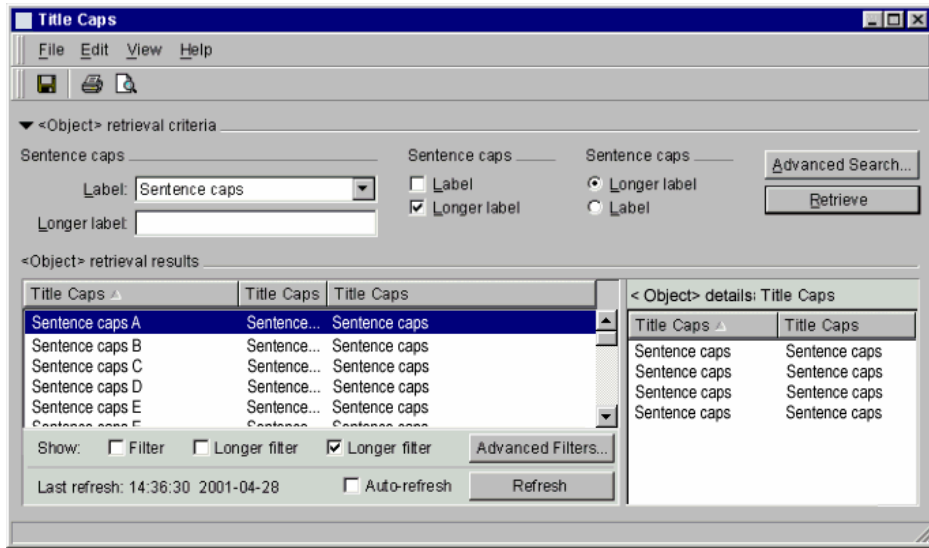 Title Caps
File Edit View Help
<Object> retrieval criteria
Sentence caps Sentence caps Sentence caps
Label: Sentence caps
Longer label:
Label
Longer label
Longer label
Label
Advanced Search...
Retrieve
<Object> retrieval results
Title Caps Title Caps Title Caps
Sentence caps A Sentence... Sentence caps
Sentence caps B Sentence... Sentence caps
Sentence caps C Sentence... Sentence caps
Sentence caps D Sentence... Sentence caps
Sentence caps E Sentence... Sentence caps
Show: Filter Longer filter Longer filter Advanced Filters...
Last refresh: 14:36:30 2001-04-28 Auto-refresh Refresh
< Object> details: Title Caps
Title Caps Title Caps
Sentence caps Sentence caps
Sentence caps Sentence caps
Sentence caps Sentence caps
Sentence caps Sentence caps